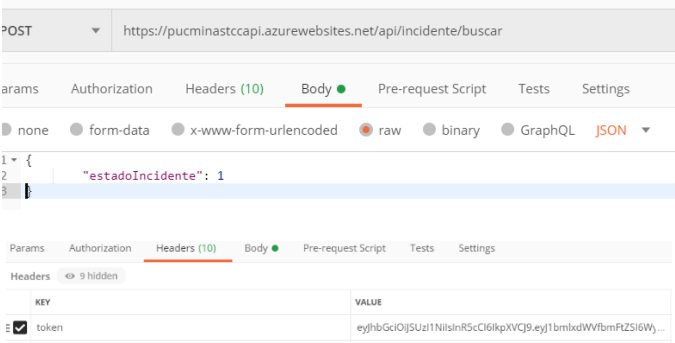 POST https://pucminastccapi.azurewebsites.net/api/incidente/buscar
arams Authorization Headers (10) Body Pre-request Script Tests Settings
none form-data x-www-form-urlencoded raw binary GraphQL JSON
1 {
2 "estadoIncidente": 1
3 }
Params Authorization Headers (10) Body Pre-request Script Tests Settings
Headers 9 hidden
KEY VALUE
token